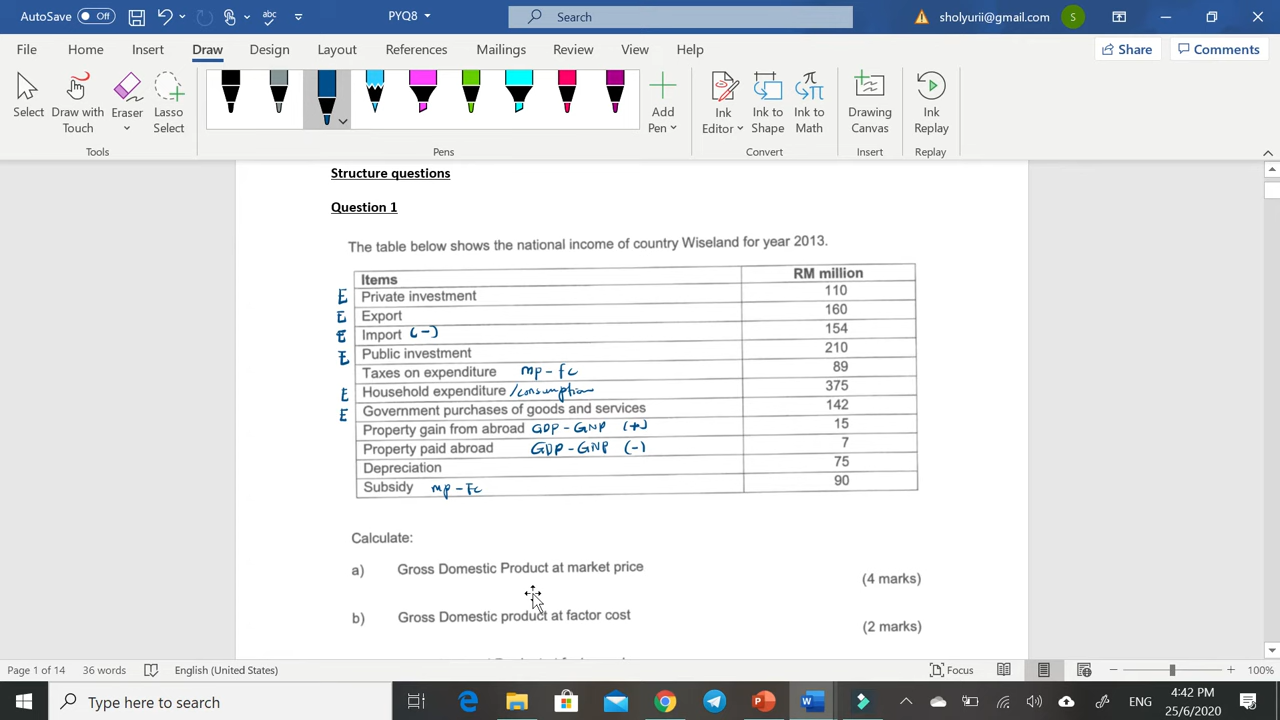 AutoSave Off PYQ8 Search sholyurii@gmail.com S
File Home Insert Draw Design Layout References Mailings Review View Help Share Comments
Select Draw with Touch Eraser Lasso Select Add Pen Ink Editor Ink to Shape Ink to Math Drawing Canvas Ink Replay
Tools Pens Convert Insert Replay
Structure questions
Question 1
The table below shows the national income of country Wiseland for year 2013.
Items RM million
E Private investment 110
E Export 160
E Import (-) 154
E Public investment 210
Taxes on expenditure mp - fc 89
E Household expenditure /consumption 375
E Government purchases of goods and services 142
Property gain from abroad GDP - GNP (+) 15
Property paid abroad GDP - GNP (-) 7
Depreciation 75
Subsidy mp - fc 90
Calculate:
a) Gross Domestic Product at market price
(4 marks)
b) Gross Domestic product at factor cost
(2 marks)
Page 1 of 14 36 words English (United States) Focus 100%
Type here to search ENG 4:42 PM 25/6/2020